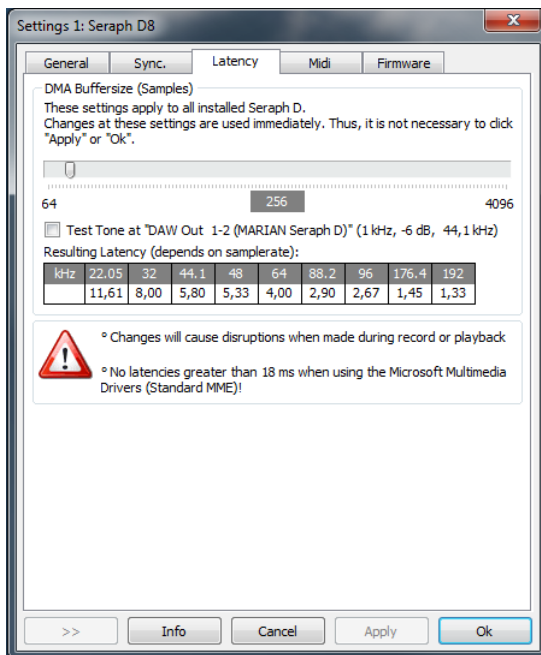 Settings 1: Seraph D8
General Sync. Latency Midi Firmware
DMA Buffersize (Samples)
These settings apply to all installed Seraph D.
Changes at these settings are used immediately. Thus, it is not necessary to click
"Apply" or "Ok".
64 256 4096
Test Tone at "DAW Out 1-2 (MARIAN Seraph D)" (1 kHz, -6 dB, 44,1 kHz)
Resulting Latency (depends on samplerate):
kHz 22.05 32 44.1 48 64 88.2 96 176.4 192
11,61 8,00 5,80 5,33 4,00 2,90 2,67 1,45 1,33
° Changes will cause disruptions when made during record or playback
° No latencies greater than 18 ms when using the Microsoft Multimedia
Drivers (Standard MME)!
>> Info Cancel Apply Ok